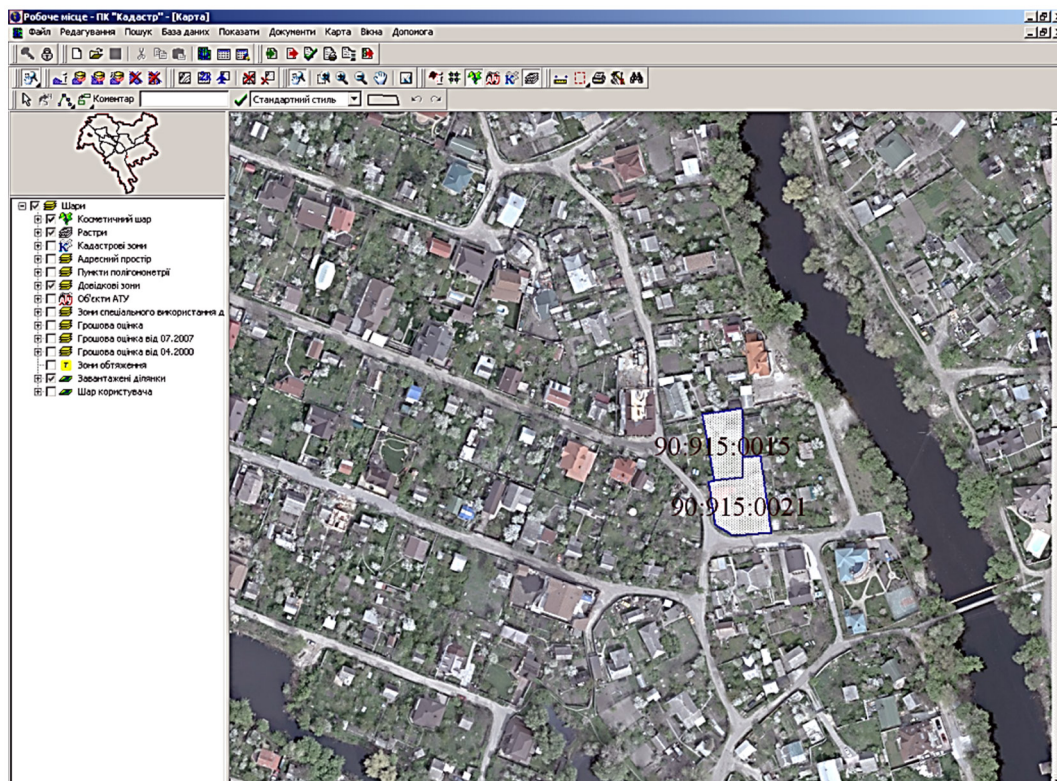 Робоче місце - ПК "Кадастр" - [Карта]
Файл Редагування Пошук База даних Показати Документи Карта Вікна Допомога
Коментар Стандартний стиль
Шари
Косметичний шар
Растри
Кадастрові зони
Адресний простір
Пункти полігонометрії
Довідкові зони
Об'єкти АТУ
Зони спеціального використання д
Грошова оцінка
Грошова оцінка від 07.2007
Грошова оцінка від 04.2000
Зони обтяження
Завантажені ділянки
Шар користувача
90:915:0015
90:915:0021